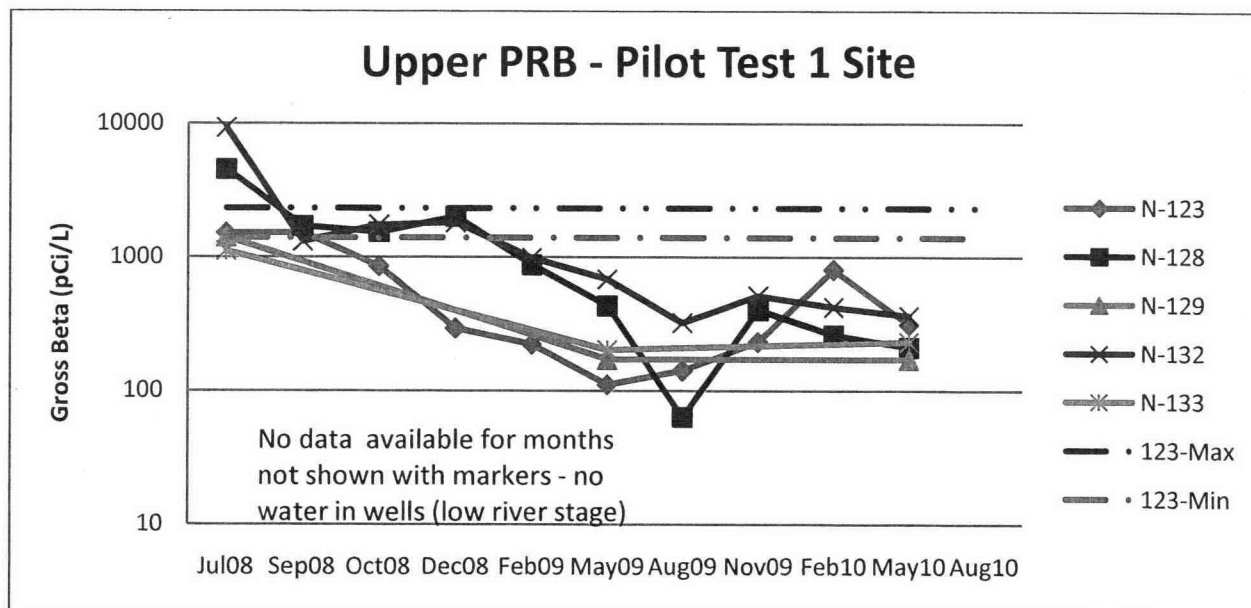 Upper PRB - Pilot Test 1 Site
Gross Beta (pCi/L)
10000
1000
100
10
No data available for months
not shown with markers - no
water in wells (low river stage)
Jul08 Sep08 Oct08 Dec08 Feb09 May09 Aug09 Nov09 Feb10 May10 Aug10
N-123
N-128
N-129
N-132
N-133
123-Max
123-Min